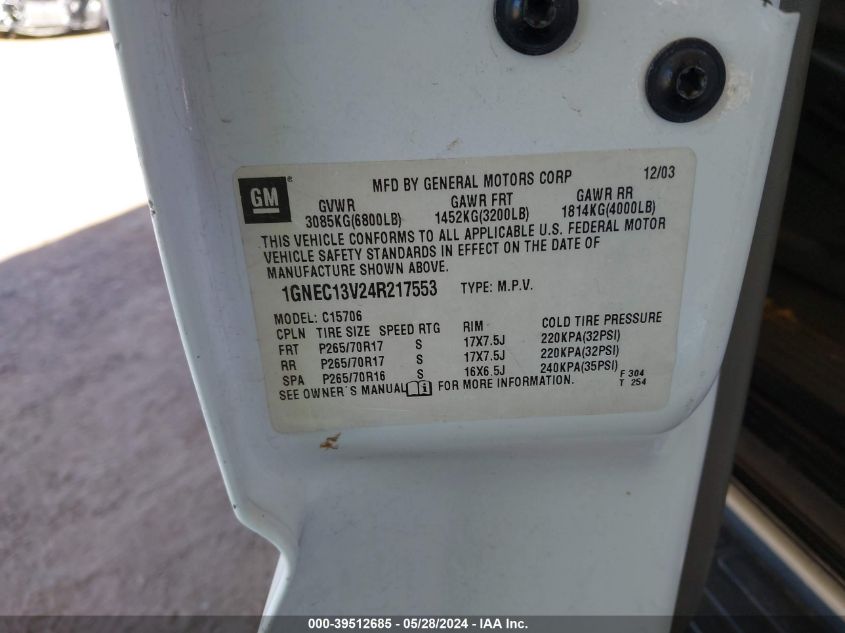 GM ® MFD BY GENERAL MOTORS CORP 12/03
GVWR GAWR FRT GAWR RR
3085KG(6800LB) 1452KG(3200LB) 1814KG(4000LB)
THIS VEHICLE CONFORMS TO ALL APPLICABLE U.S. FEDERAL MOTOR
VEHICLE SAFETY STANDARDS IN EFFECT ON THE DATE OF
MANUFACTURE SHOWN ABOVE.
1GNEC13V24R217553 TYPE: M.P.V.
MODEL: C15706
CPLN TIRE SIZE SPEED RTG RIM COLD TIRE PRESSURE
FRT P265/70R17 S 17X7.5J 220KPA(32PSI)
RR P265/70R17 S 17X7.5J 220KPA(32PSI)
SPA P265/70R16 S 16X6.5J 240KPA(35PSI) F 304
SEE OWNER'S MANUAL i FOR MORE INFORMATION. T 254
000-39512685 - 05/28/2024 - IAA Inc.